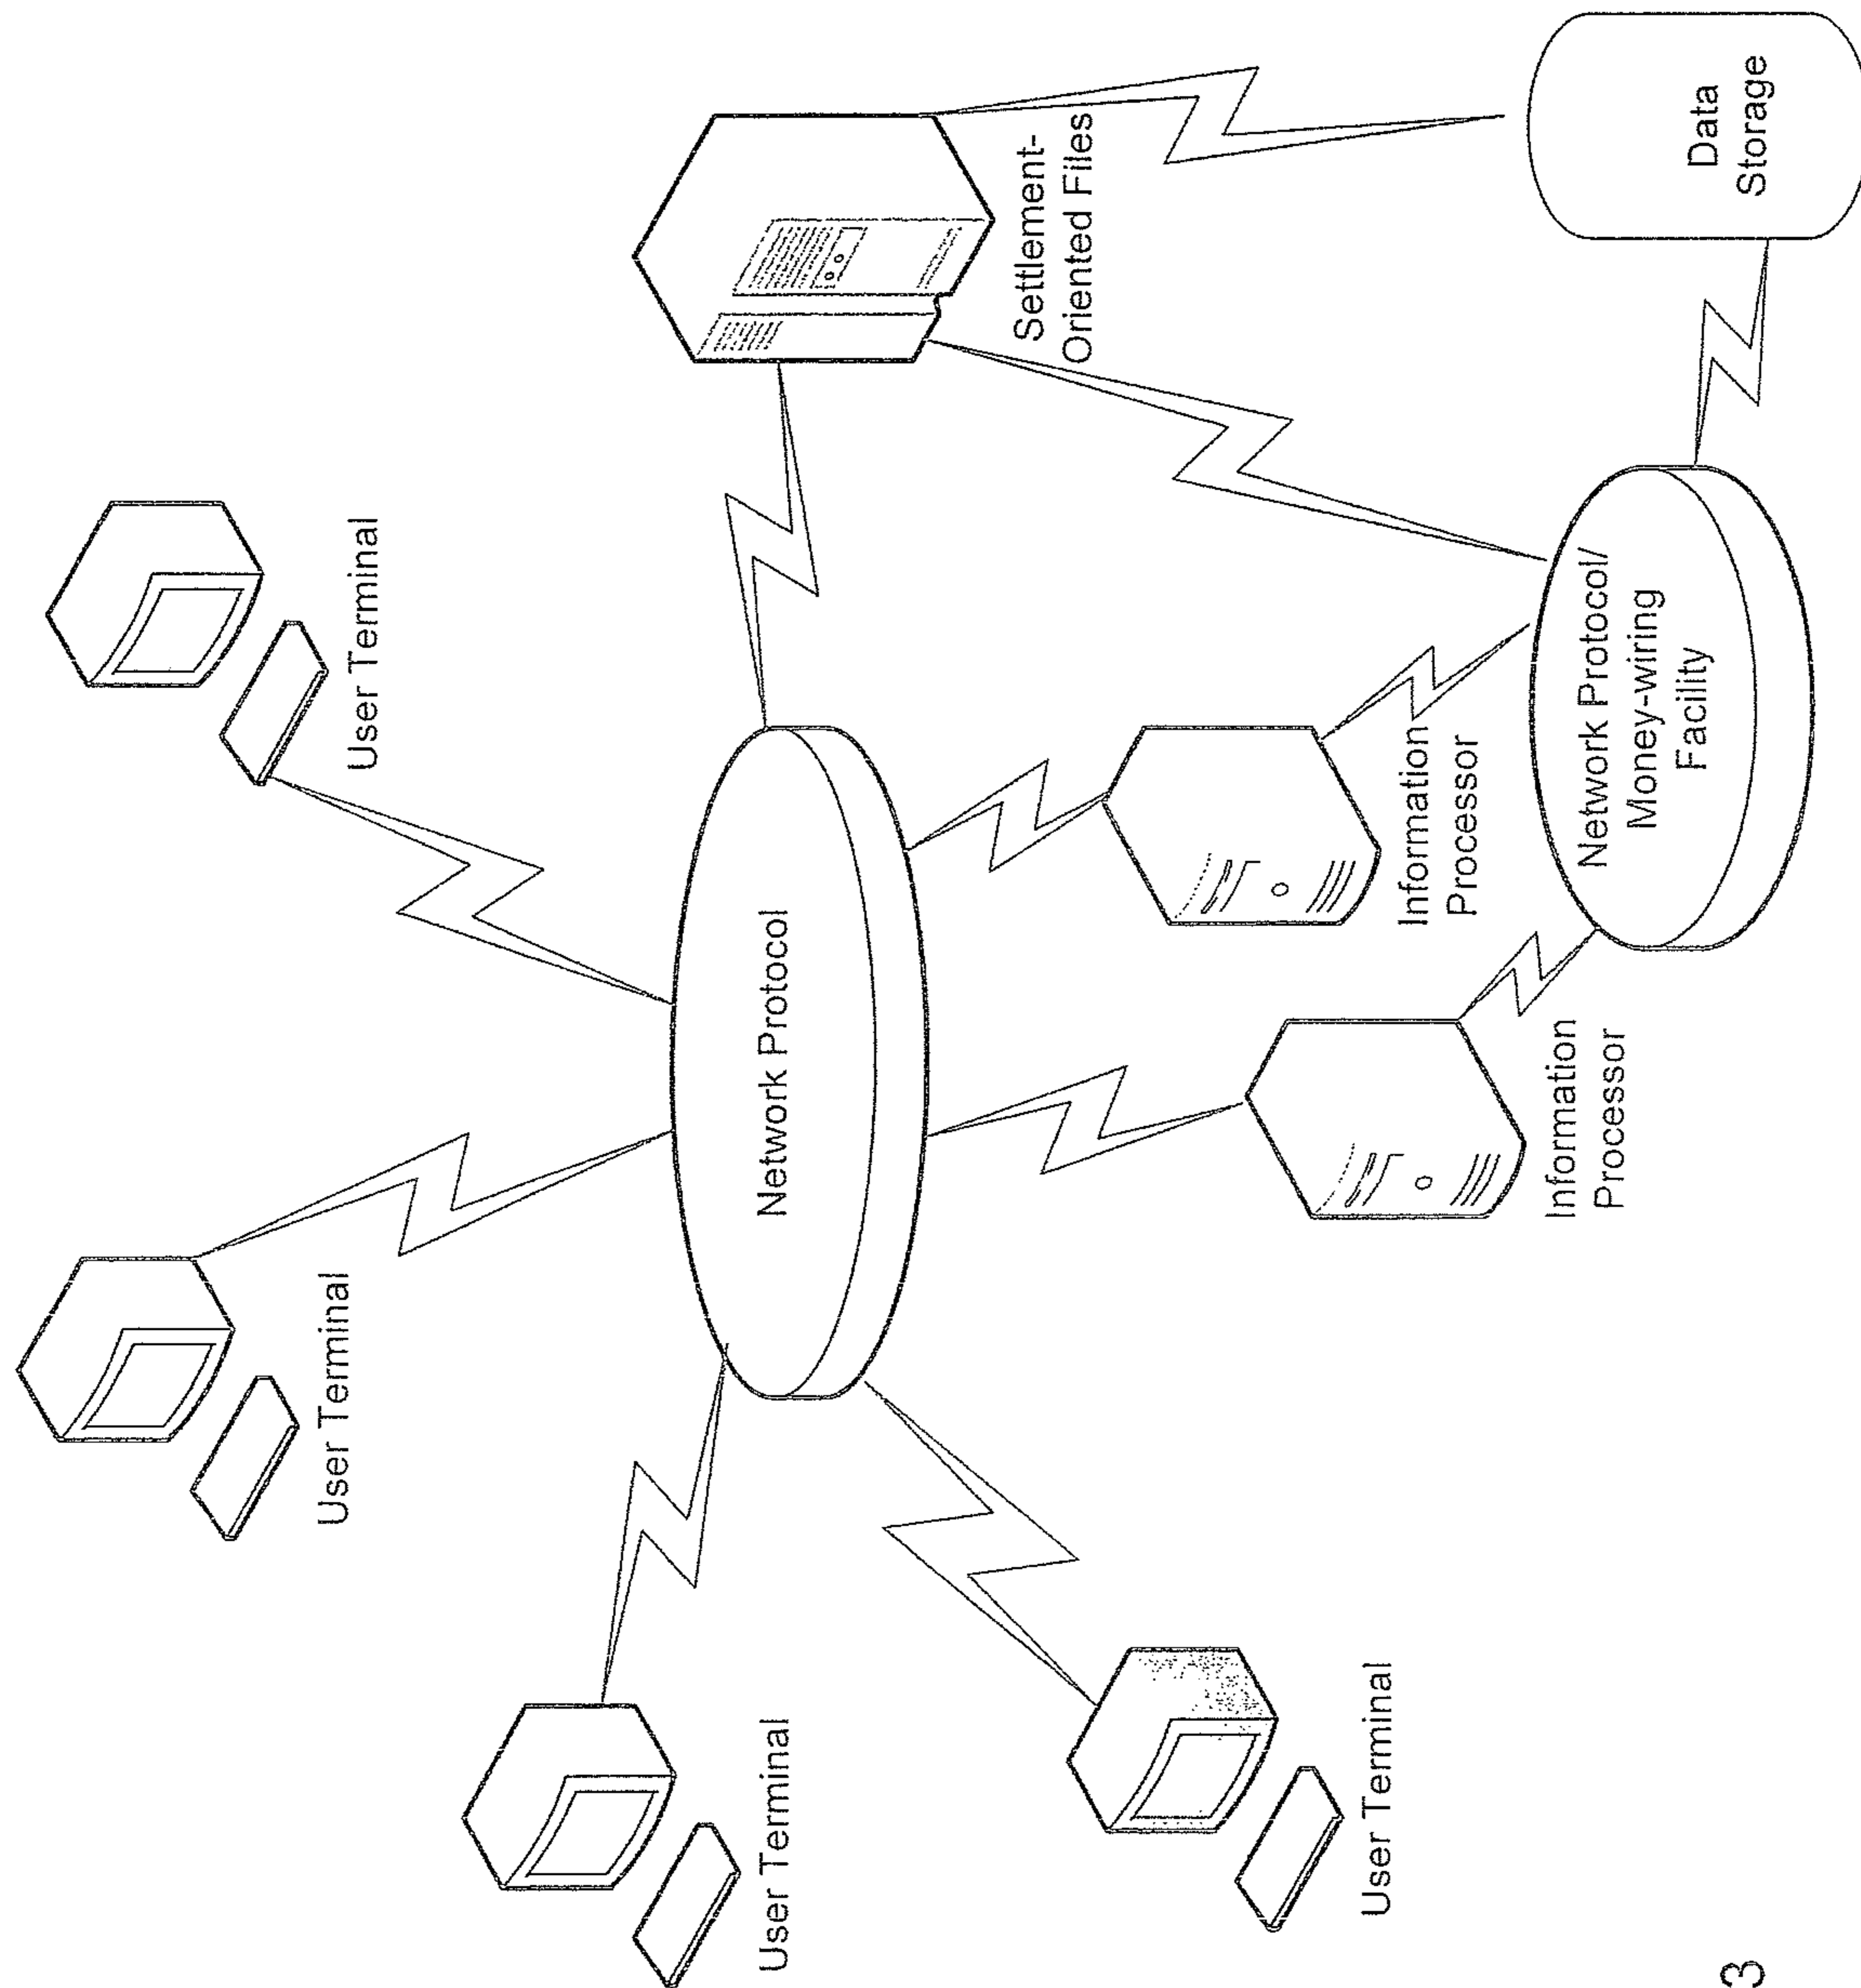 User Terminal
User Terminal
User Terminal
User Terminal
Network Protocol
Settlement-
Oriented Files
Information
Processor
Information
Processor
Network Protocol/
Money-wiring
Facility
Data
Storage
3